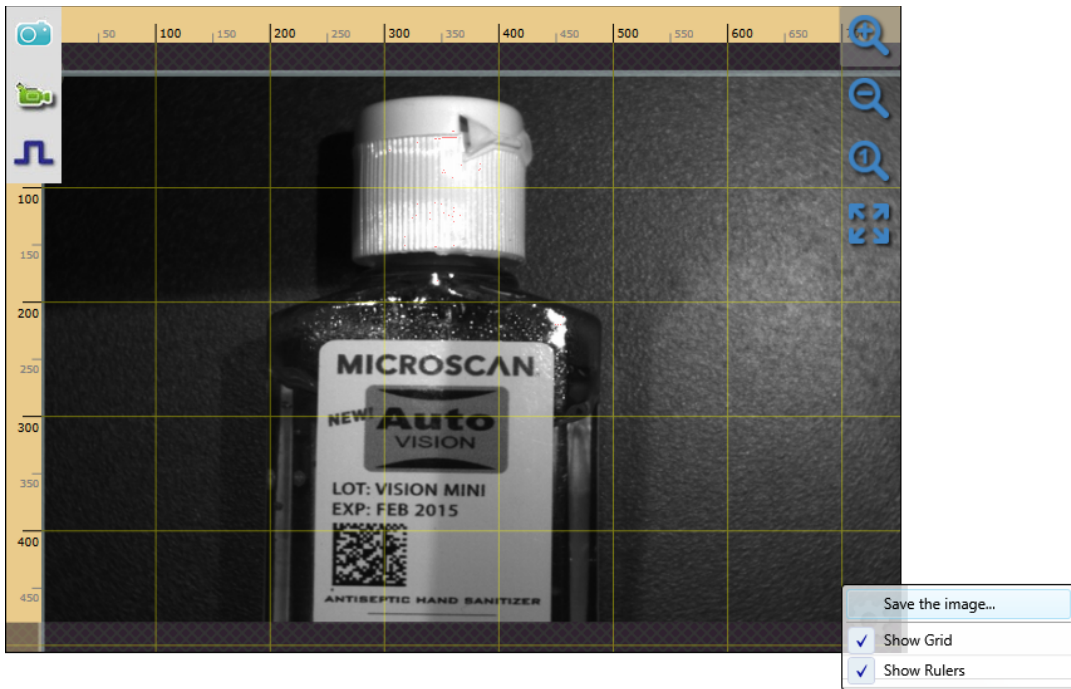 50 100 150 200 250 300 350 400 450 500 550 600 650
1
100
150
200
250
300
350
400
450
MICROSCAN
NEW! Auto
VISION
LOT: VISION MINI
EXP: FEB 2015
ANTISEPTIC HAND SANITIZER
Save the image...
Show Grid
Show Rulers